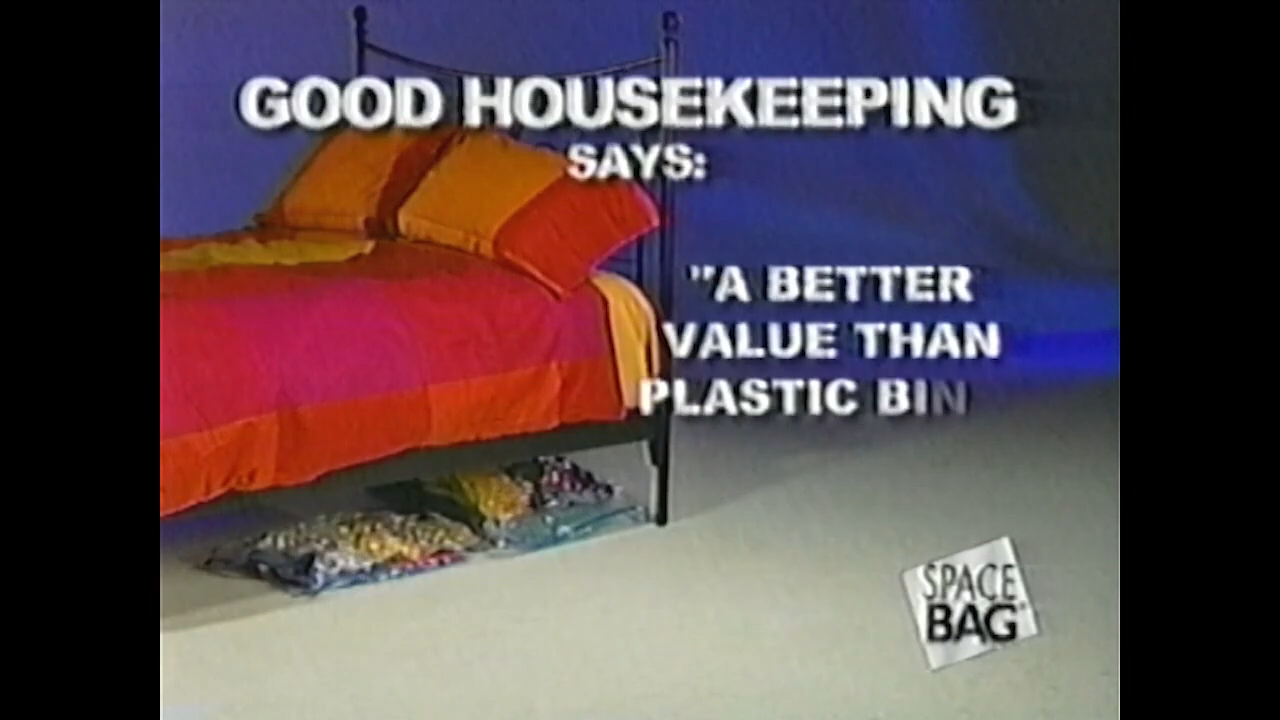 GOOD HOUSEKEEPING
SAYS:
"A BETTER
VALUE THAN
PLASTIC BIN
SPACE
BAG